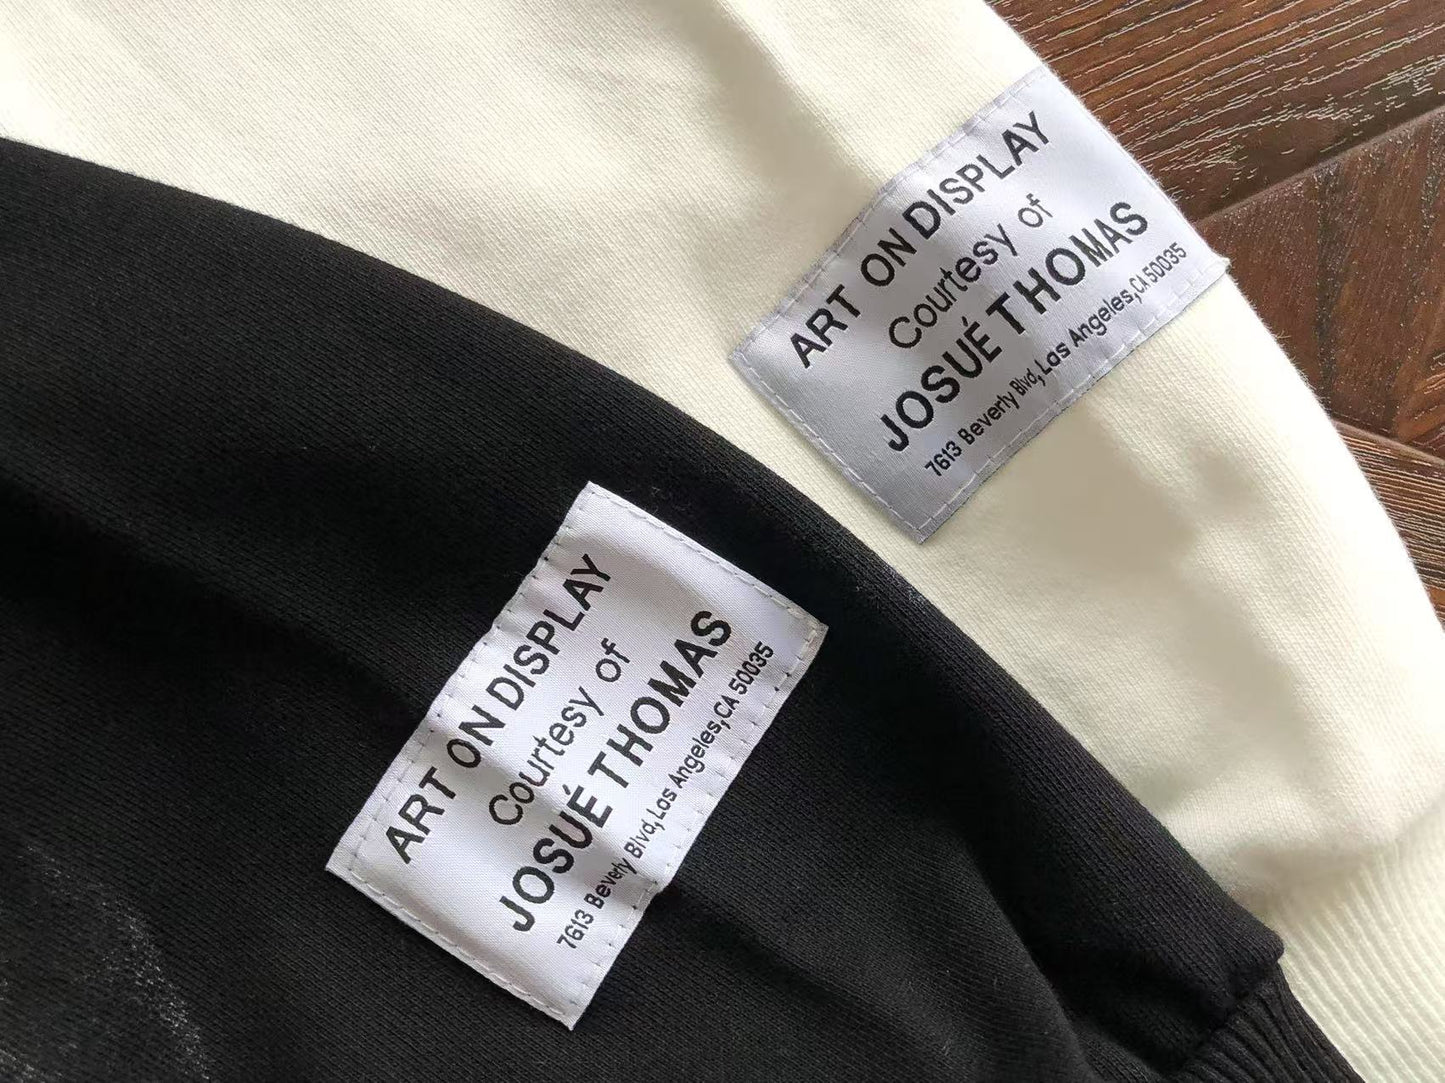 ART ON DISPLAY
Courtesy of
JOSUÉ THOMAS
7613 Beverly Blvd, Los Angeles, CA 50035
ART ON DISPLAY
Courtesy of
JOSUÉ THOMAS
7613 Beverly Blvd, Los Angeles, CA 50035